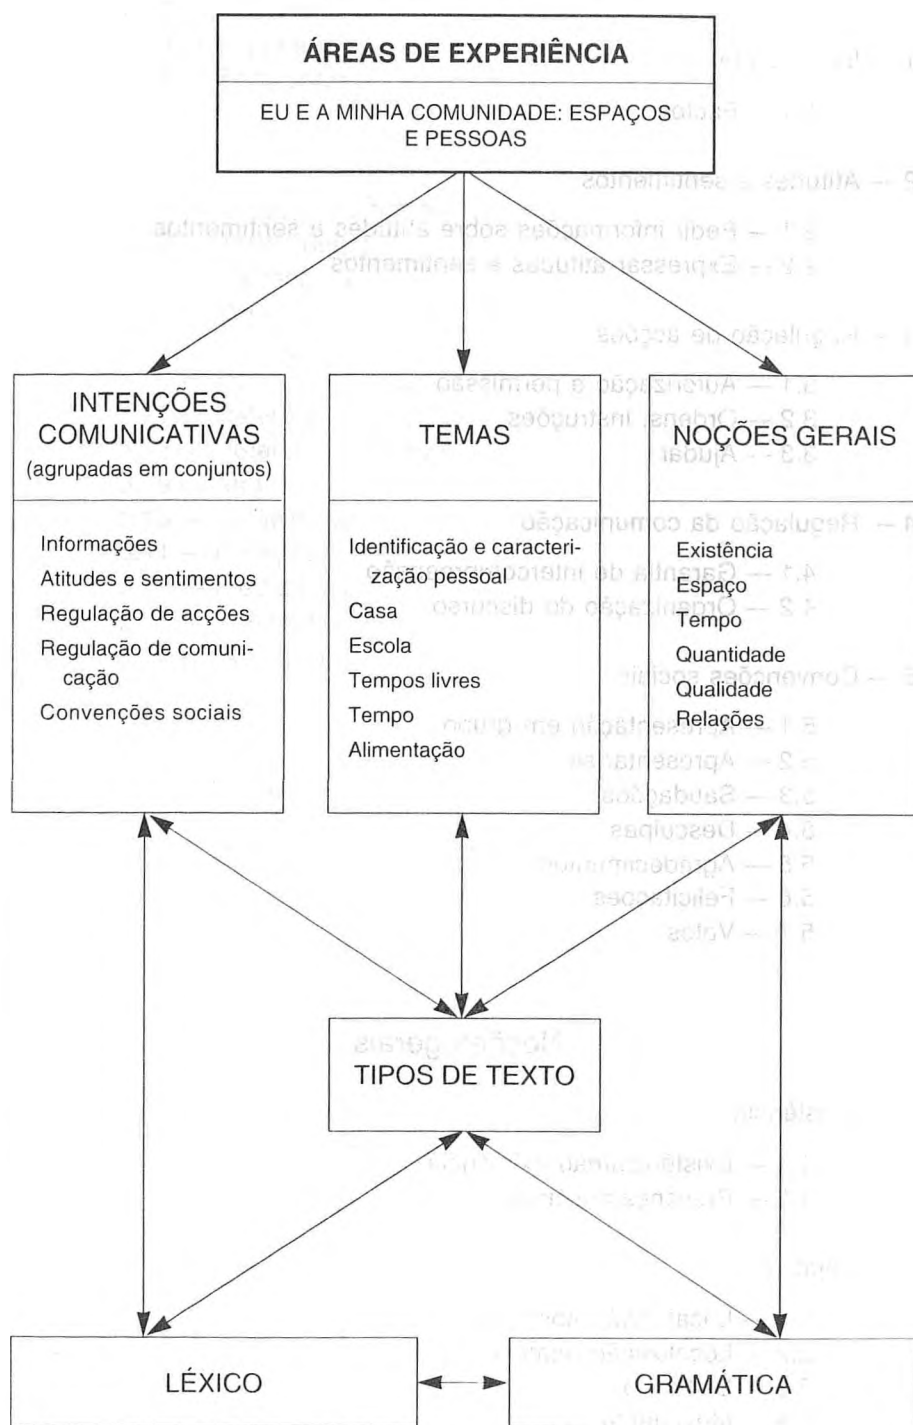 ÁREAS DE EXPERIÊNCIA
EU E A MINHA COMUNIDADE: ESPAÇOS
E PESSOAS
INTENÇÕES
COMUNICATIVAS
(agrupadas em conjuntos)
Informações
Atitudes e sentimentos
Regulação de acções
Regulação de comuni-
cação
Convenções sociais
TEMAS
Identificação e caracteri-
zação pessoal
Casa
Escola
Tempos livres
Tempo
Alimentação
NOÇÕES GERAIS
Existência
Espaço
Tempo
Quantidade
Qualidade
Relações
TIPOS DE TEXTO
LÉXICO
GRAMÁTICA